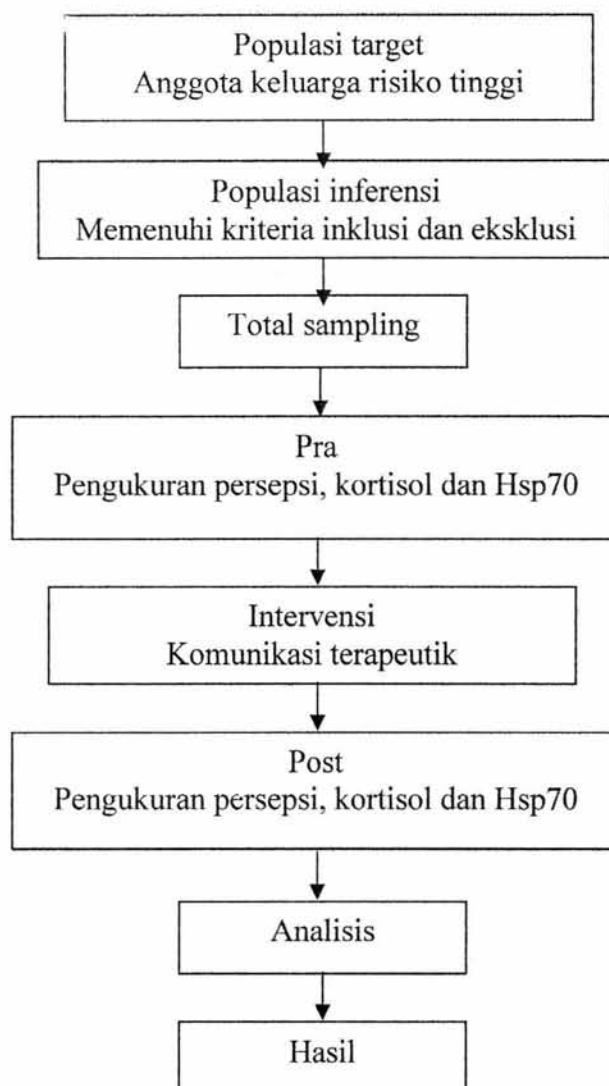 Populasi target
Anggota keluarga risiko tinggi
Populasi inferensi
Memenuhi kriteria inklusi dan eksklusi
Total sampling
Pra
Pengukuran persepsi, kortisol dan Hsp70
Intervensi
Komunikasi terapeutik
Post
Pengukuran persepsi, kortisol dan Hsp70
Analisis
Hasil